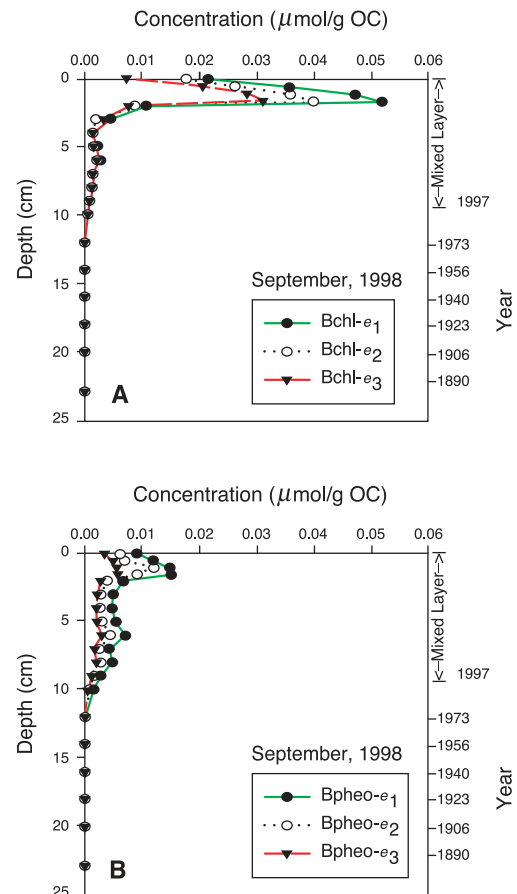 Concentration (μmol/g OC)
0.00 0.01 0.02 0.03 0.04 0.05 0.06
0
5
10
15
20
25
Depth (cm)
<–Mixed Layer–>
1997
1973
1956
1940
1923
1906
1890
Year
September, 1998
Bchl-e1
Bchl-e2
Bchl-e3
A
Concentration (μmol/g OC)
0.00 0.01 0.02 0.03 0.04 0.05 0.06
0
5
10
15
20
25
Depth (cm)
<–Mixed Layer–>
1997
1973
1956
1940
1923
1906
1890
Year
September, 1998
Bpheo-e1
Bpheo-e2
Bpheo-e3
B